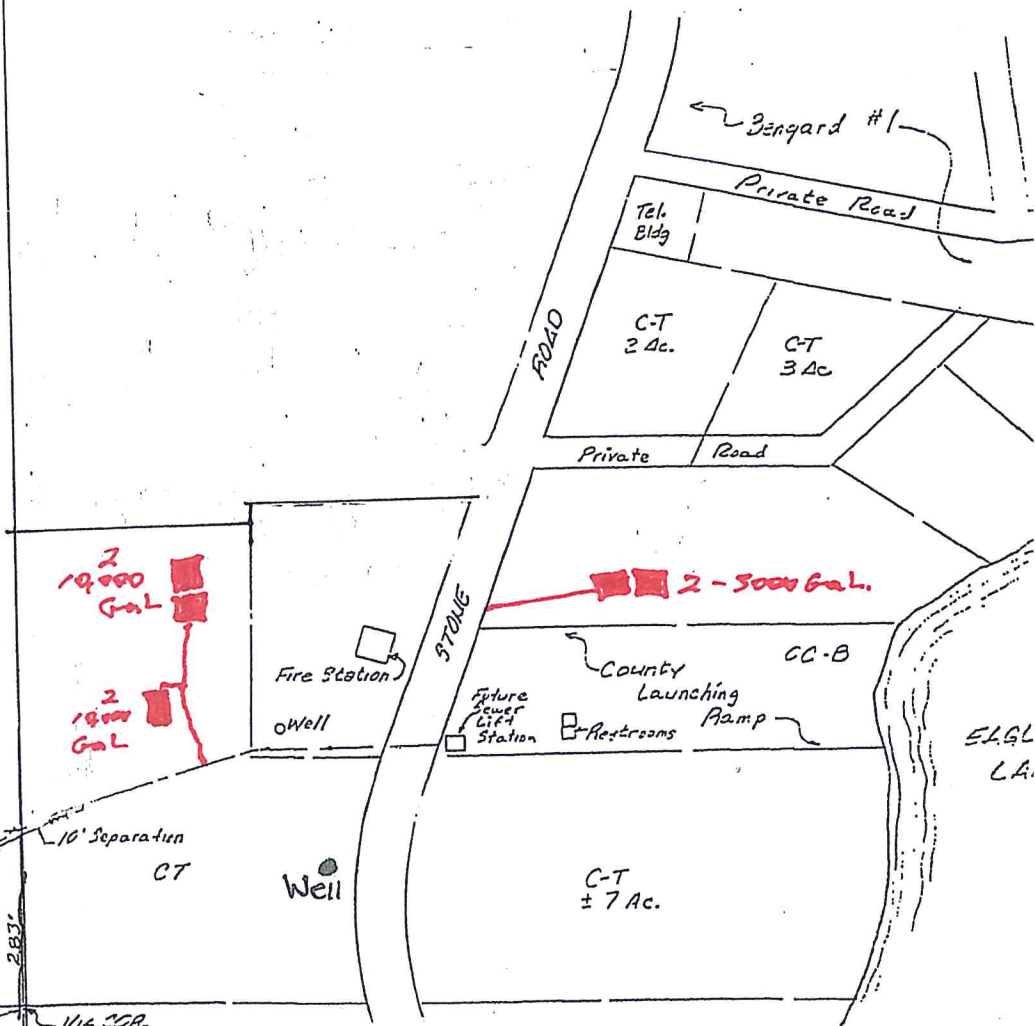 Bengard #1
Private Road
Tel.
Bldg
ROAD
C-T
2 Ac.
C-T
3 Ac
Private Road
2
10,000
Gal.
2 - 5000 Gal.
STONE
Fire Station
County
Launching
Ramp
CC-B
2
10,000
Gal
Well
Future
Sewer
Lift
Station
Restrooms
10' Separation
CT
Well
C-T
± 7 Ac.
283'